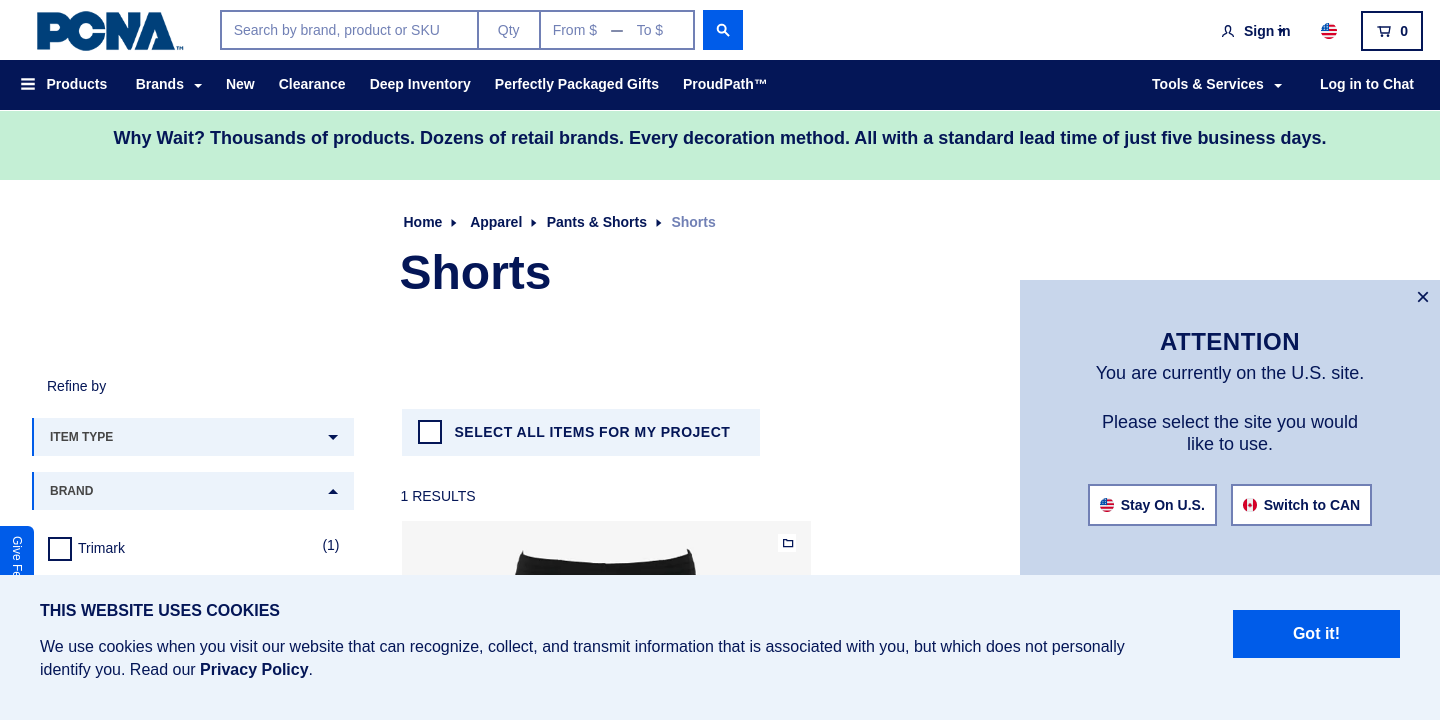 PCNA™
Search by brand, product or SKU
Qty
From $ — To $
Sign in
0
Products
Brands
New
Clearance
Deep Inventory
Perfectly Packaged Gifts
ProudPath™
Tools & Services
Log in to Chat
Why Wait? Thousands of products. Dozens of retail brands. Every decoration method. All with a standard lead time of just five business days.
Home
Apparel
Pants & Shorts
Shorts
Shorts
×
ATTENTION
You are currently on the U.S. site.
Please select the site you would
like to use.
Stay On U.S.
Switch to CAN
Refine by
ITEM TYPE
BRAND
Trimark
(1)
SELECT ALL ITEMS FOR MY PROJECT
1 RESULTS
Give
THIS WEBSITE USES COOKIES
We use cookies when you visit our website that can recognize, collect, and transmit information that is associated with you, but which does not personally
identify you. Read our Privacy Policy.
Got it!